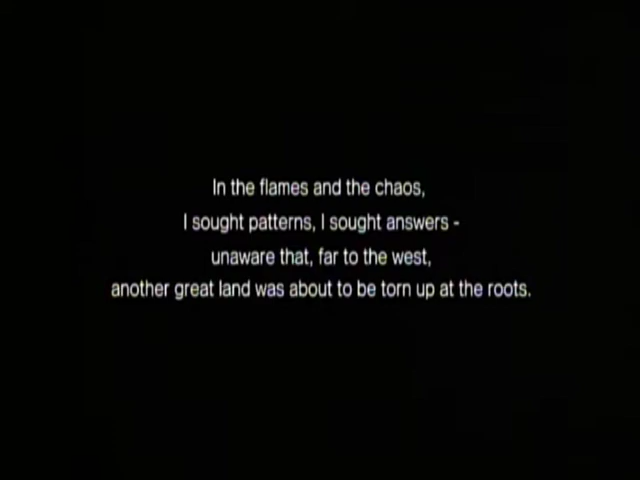 In the flames and the chaos,
I sought patterns, I sought answers -
unaware that, far to the west,
another great land was about to be torn up at the roots.